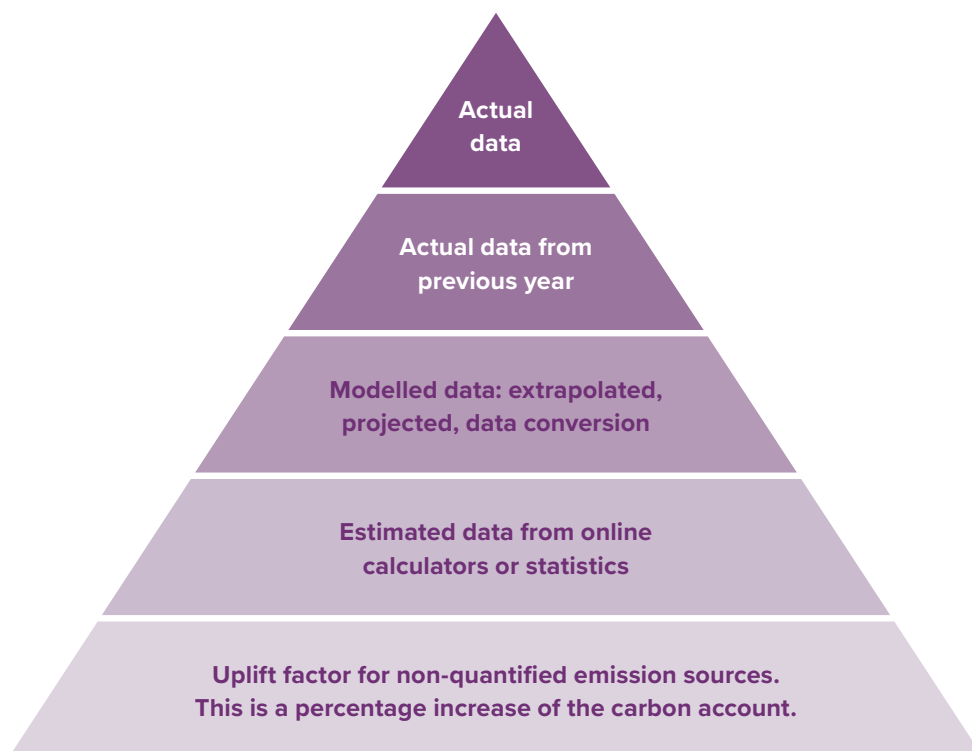 Actual
data
Actual data from
previous year
Modelled data: extrapolated,
projected, data conversion
Estimated data from online
calculators or statistics
Uplift factor for non-quantified emission sources.
This is a percentage increase of the carbon account.